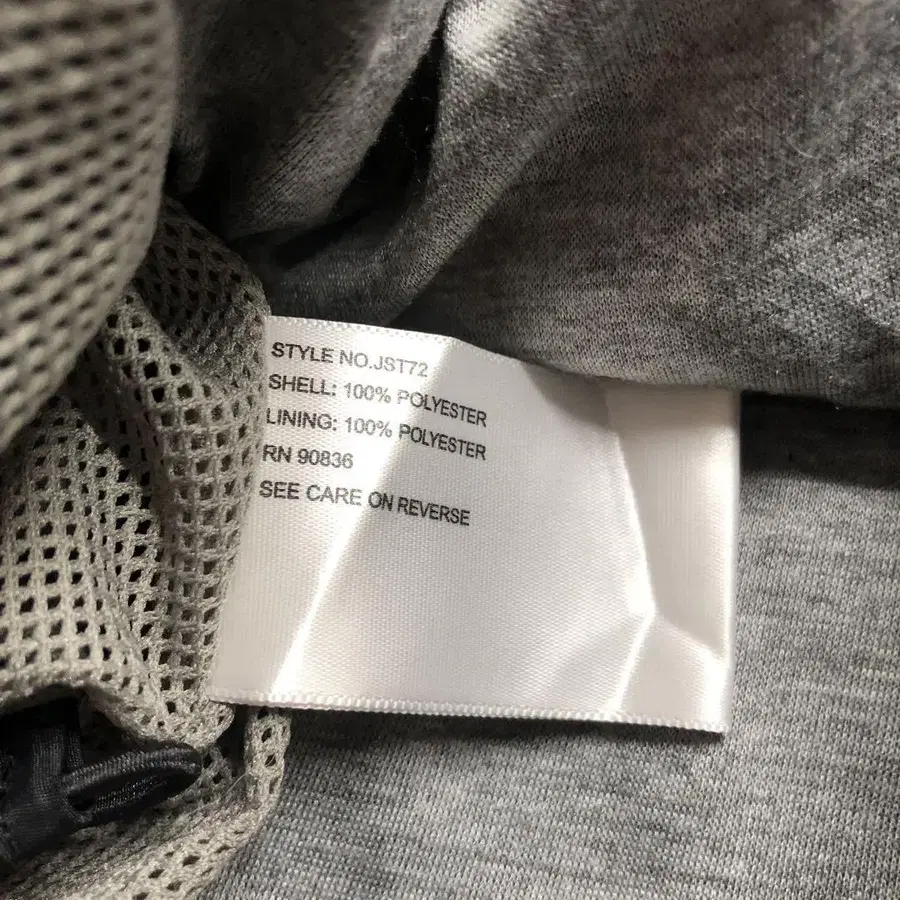 STYLE NO.JST72
SHELL: 100% POLYESTER
LINING: 100% POLYESTER
RN 90836
SEE CARE ON REVERSE